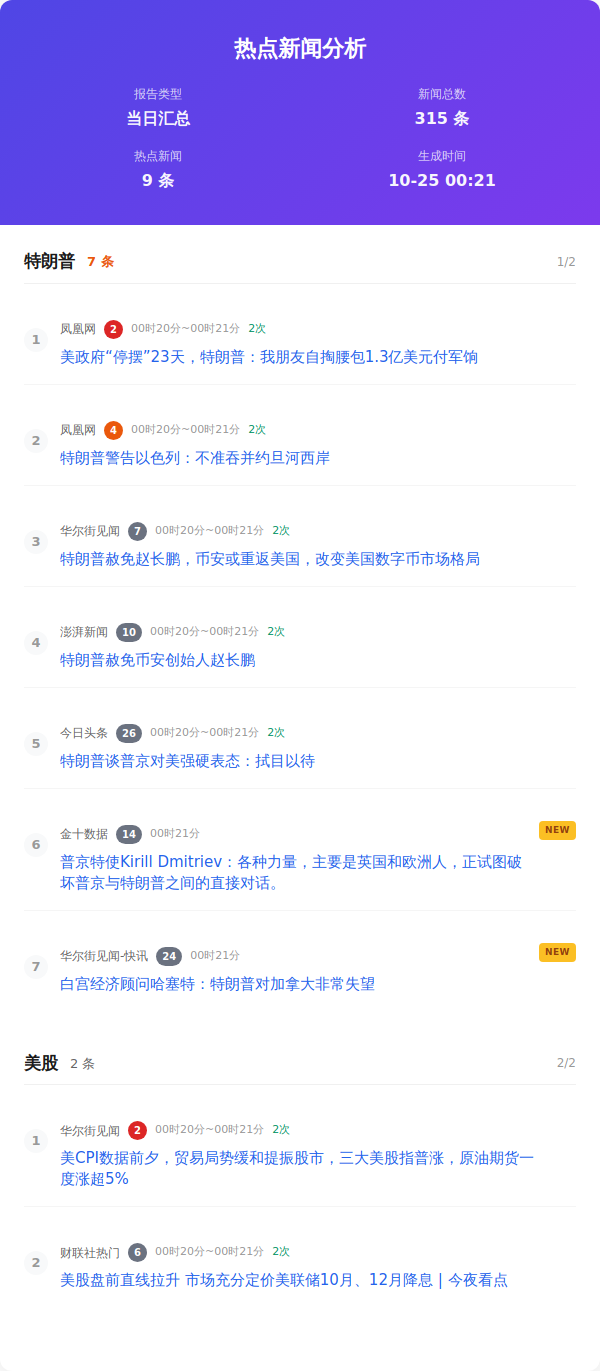 热点新闻分析
报告类型
当日汇总
新闻总数
315 条
热点新闻
9 条
生成时间
10-25 00:21
特朗普 7 条 1/2
1
凤凰网 2 00时20分~00时21分 2次
美政府“停摆”23天，特朗普：我朋友自掏腰包1.3亿美元付军饷
2
凤凰网 4 00时20分~00时21分 2次
特朗普警告以色列：不准吞并约旦河西岸
3
华尔街见闻 7 00时20分~00时21分 2次
特朗普赦免赵长鹏，币安或重返美国，改变美国数字币市场格局
4
澎湃新闻 10 00时20分~00时21分 2次
特朗普赦免币安创始人赵长鹏
5
今日头条 26 00时20分~00时21分 2次
特朗普谈普京对美强硬表态：拭目以待
6
金十数据 14 00时21分 NEW
普京特使Kirill Dmitriev：各种力量，主要是英国和欧洲人，正试图破
坏普京与特朗普之间的直接对话。
7
华尔街见闻-快讯 24 00时21分 NEW
白宫经济顾问哈塞特：特朗普对加拿大非常失望
美股 2 条 2/2
1
华尔街见闻 2 00时20分~00时21分 2次
美CPI数据前夕，贸易局势缓和提振股市，三大美股指普涨，原油期货一
度涨超5%
2
财联社热门 6 00时20分~00时21分 2次
美股盘前直线拉升 市场充分定价美联储10月、12月降息 | 今夜看点